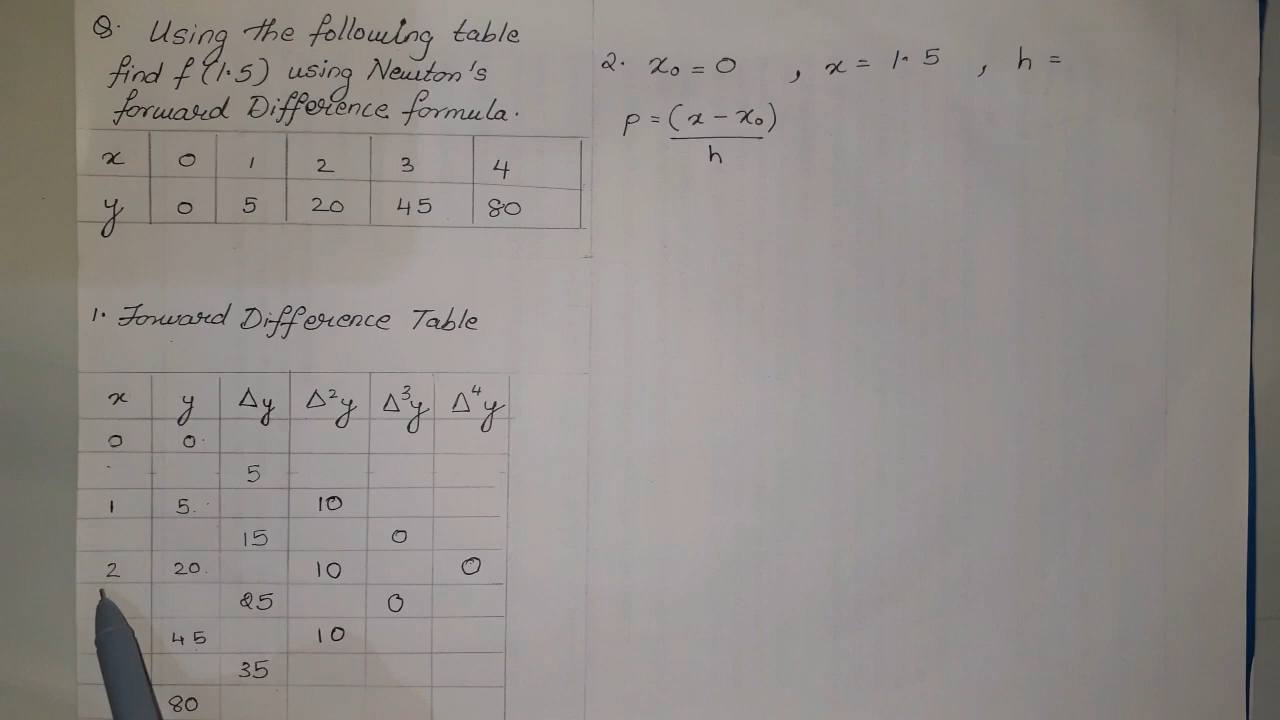 Q. Using the following table
find f(1.5) using Newton's
forward Difference formula.
x 0 1 2 3 4
y 0 5 20 45 80
1. Forward Difference Table
x y Δy Δ²y Δ³y Δ⁴y
0 0
5
1 5 10
15 0
2 20 10 0
25 0
45 10
35
80
2. x₀ = 0 , x = 1.5 , h =
p = (x - x₀)
h